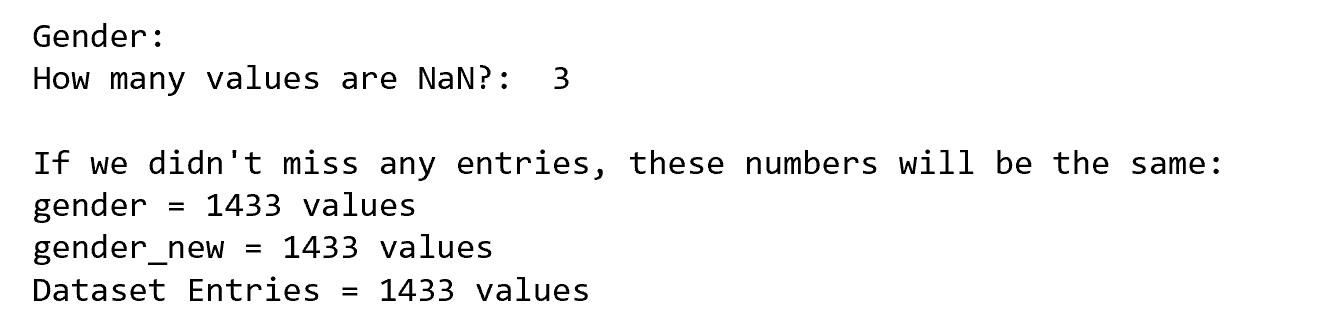 Gender:
How many values are NaN?:  3
If we didn't miss any entries, these numbers will be the same:
gender = 1433 values
gender_new = 1433 values
Dataset Entries = 1433 values